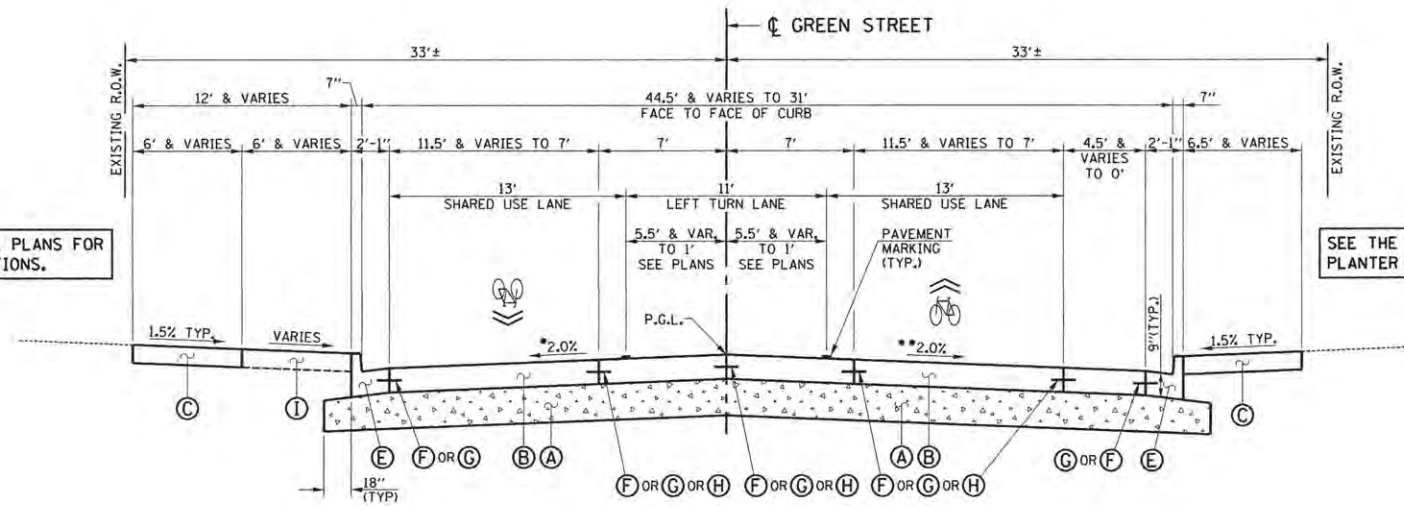 ℄ GREEN STREET
33'± 33'±
EXISTING R.O.W.
EXISTING R.O.W.
7"
12' & VARIES
44.5' & VARIES TO 31'
7"
FACE TO FACE OF CURB
6' & VARIES 6' & VARIES 2'-1" 11.5' & VARIES TO 7' 7' 7' 11.5' & VARIES TO 7' 4.5' & VARIES TO 0' 2'-1" 6.5' & VARIES
13' 11' 13'
SHARED USE LANE LEFT TURN LANE SHARED USE LANE
PLANS FOR
TIONS.
5.5' & VAR. TO 1' SEE PLANS
5.5' & VAR. TO 1' SEE PLANS
PAVEMENT
MARKING
(TYP.)
SEE THE
PLANTER
P.G.L.
1.5% TYP. VARIES *2.0% **2.0% 9"(TYP.) 1.5% TYP.
C I
C
E F OR G B A A B G OR F E
18"
(TYP)
F OR G OR H F OR G OR H F OR G OR H